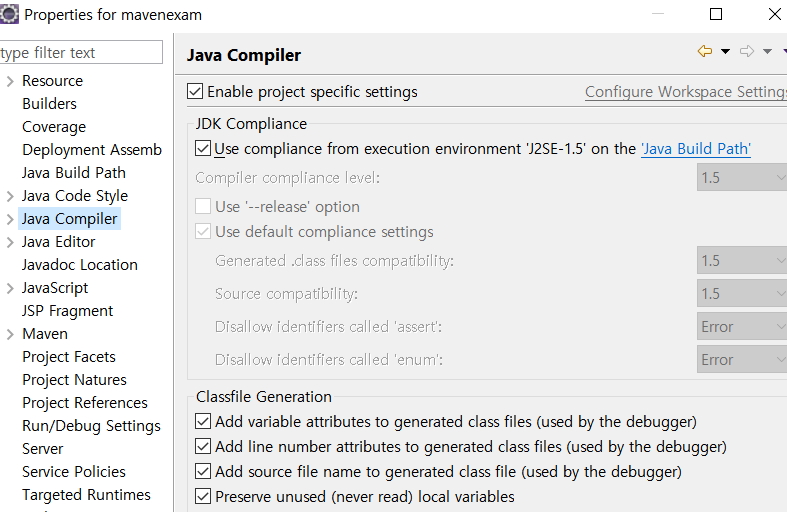 Properties for mavenexam
type filter text
Resource
Builders
Coverage
Deployment Assemb
Java Build Path
Java Code Style
Java Compiler
Java Editor
Javadoc Location
JavaScript
JSP Fragment
Maven
Project Facets
Project Natures
Project References
Run/Debug Settings
Server
Service Policies
Targeted Runtimes
Java Compiler
Enable project specific settings
Configure Workspace Settings
JDK Compliance
Use compliance from execution environment 'J2SE-1.5' on the 'Java Build Path'
Compiler compliance level: 1.5
Use '--release' option
Use default compliance settings
Generated .class files compatibility: 1.5
Source compatibility: 1.5
Disallow identifiers called 'assert': Error
Disallow identifiers called 'enum': Error
Classfile Generation
Add variable attributes to generated class files (used by the debugger)
Add line number attributes to generated class files (used by the debugger)
Add source file name to generated class file (used by the debugger)
Preserve unused (never read) local variables